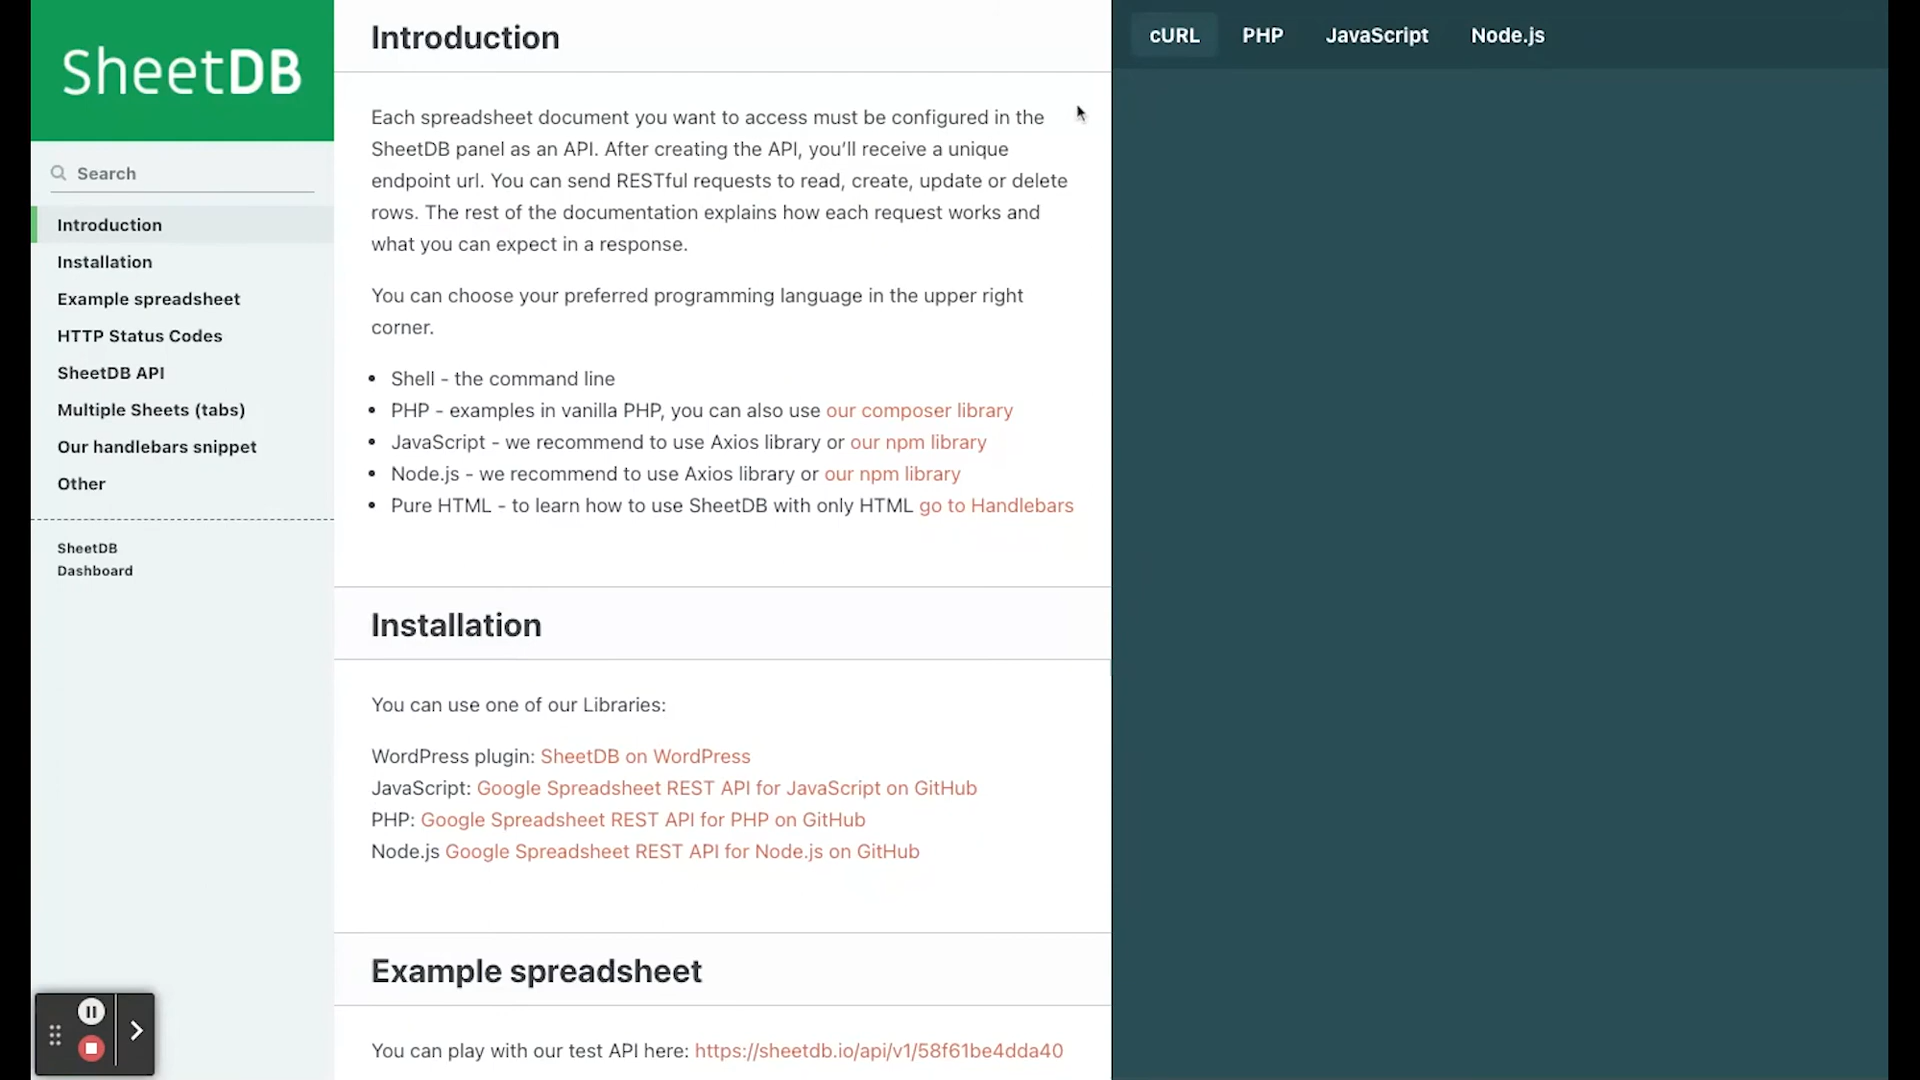 SheetDB
Search
Introduction
Installation
Example spreadsheet
HTTP Status Codes
SheetDB API
Multiple Sheets (tabs)
Our handlebars snippet
Other
SheetDB
Dashboard
Introduction
Each spreadsheet document you want to access must be configured in the
SheetDB panel as an API. After creating the API, you’ll receive a unique
endpoint url. You can send RESTful requests to read, create, update or delete
rows. The rest of the documentation explains how each request works and
what you can expect in a response.
You can choose your preferred programming language in the upper right
corner.
• Shell - the command line
• PHP - examples in vanilla PHP, you can also use our composer library
• JavaScript - we recommend to use Axios library or our npm library
• Node.js - we recommend to use Axios library or our npm library
• Pure HTML - to learn how to use SheetDB with only HTML go to Handlebars
Installation
You can use one of our Libraries:
WordPress plugin: SheetDB on WordPress
JavaScript: Google Spreadsheet REST API for JavaScript on GitHub
PHP: Google Spreadsheet REST API for PHP on GitHub
Node.js Google Spreadsheet REST API for Node.js on GitHub
Example spreadsheet
You can play with our test API here: https://sheetdb.io/api/v1/58f61be4dda40
cURL PHP JavaScript Node.js